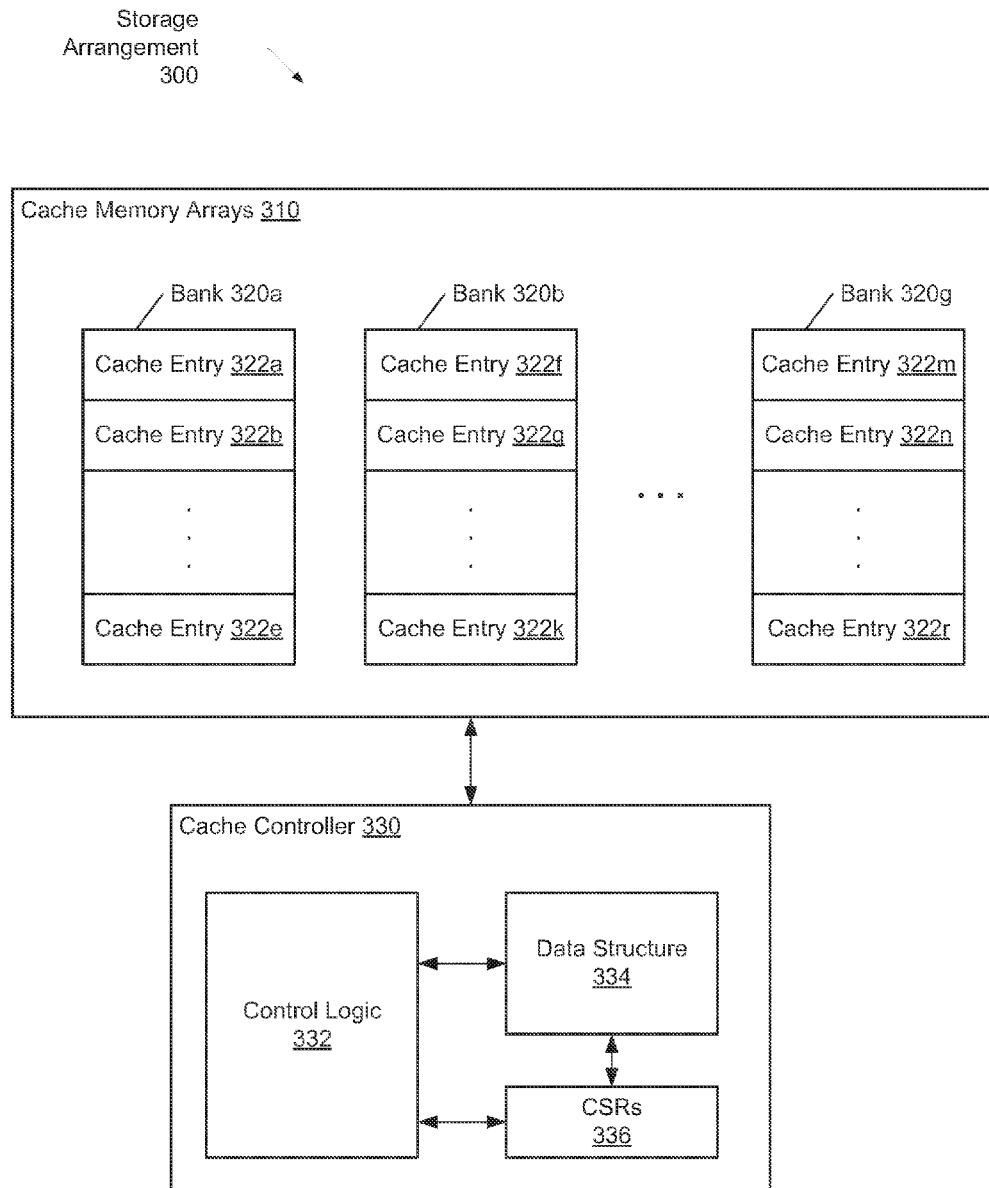 Storage
Arrangement
300
Cache Memory Arrays 310
Bank 320a
Bank 320b
Bank 320g
Cache Entry 322a
Cache Entry 322f
Cache Entry 322m
Cache Entry 322b
Cache Entry 322g
Cache Entry 322n
Cache Entry 322e
Cache Entry 322k
Cache Entry 322r
Cache Controller 330
Control Logic
332
Data Structure
334
CSRs
336